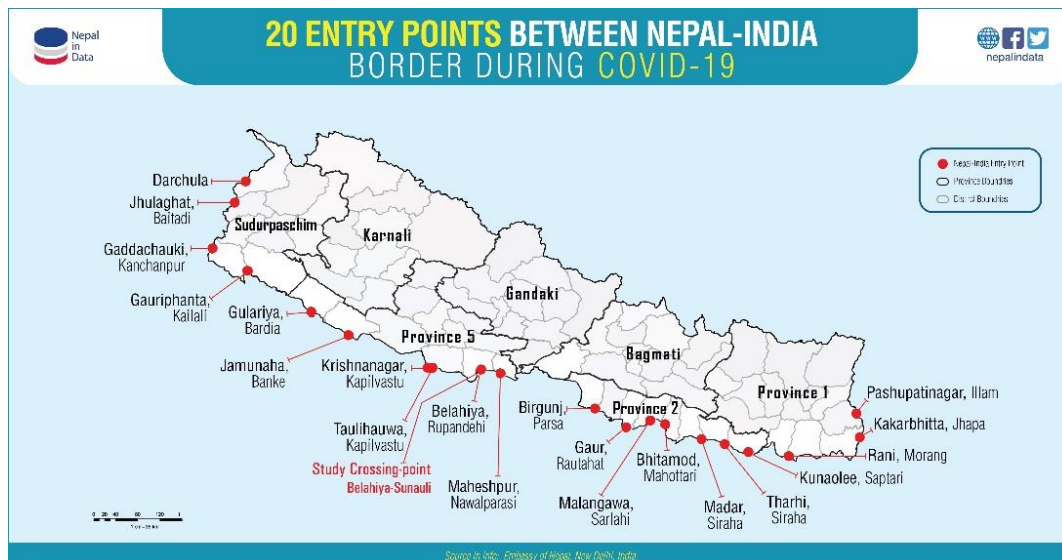 Nepal
in
Data
20 ENTRY POINTS BETWEEN NEPAL-INDIA
BORDER DURING COVID-19
nepalindata
Nepal-India Entry Point
Province Boundries
District Boundries
Darchula
Jhulaghat,
Baitadi
Gaddachauki,
Kanchanpur
Gauriphanta,
Kailali
Gulariya,
Bardia
Jamunaha,
Banke
Krishnanagar,
Kapilvastu
Taulihauwa,
Kapilvastu
Study Crossing-point
Belahiya-Sunauli
Belahiya,
Rupandehi
Maheshpur,
Nawalparasi
Birgunj,
Parsa
Gaur,
Rautahat
Malangawa,
Sarlahi
Bhitamod,
Mahottari
Madar,
Siraha
Tharhi,
Siraha
Kunaolee, Saptari
Rani, Morang
Kakarbhitta, Jhapa
Pashupatinagar, Illam
Sudurpaschim
Karnali
Gandaki
Province 5
Bagmati
Province 2
Province 1
Source in Info: Embassy of Nepal, New Delhi, India